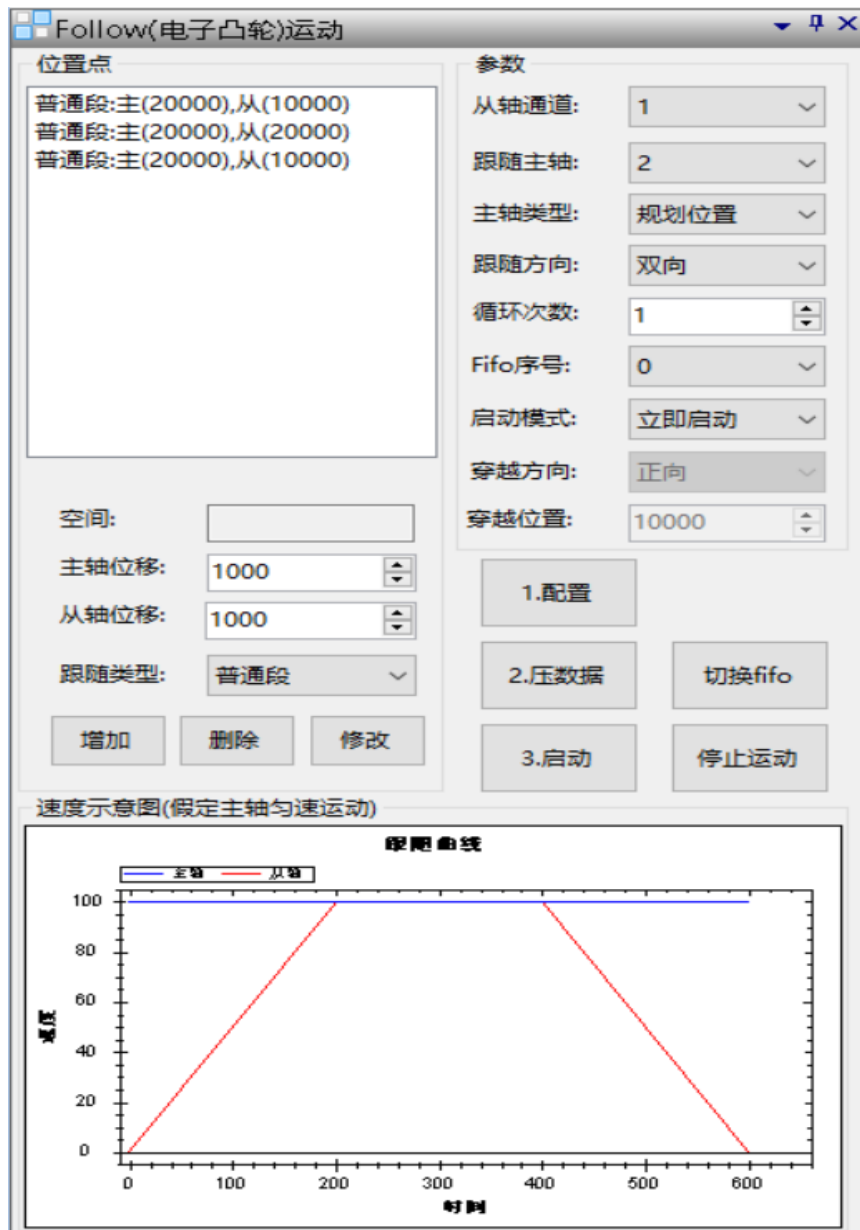 Follow(电子凸轮)运动
位置点
普通段:主(20000),从(10000)
普通段:主(20000),从(20000)
普通段:主(20000),从(10000)
空间:
主轴位移: 1000
从轴位移: 1000
跟随类型: 普通段
增加 删除 修改
参数
从轴通道: 1
跟随主轴: 2
主轴类型: 规划位置
跟随方向: 双向
循环次数: 1
Fifo序号: 0
启动模式: 立即启动
穿越方向: 正向
穿越位置: 10000
1.配置
2.压数据 切换fifo
3.启动 停止运动
速度示意图(假定主轴匀速运动)
曲线
主轴 从轴
100
80
60
40
20
0
速度
0 100 200 300 400 500 600
时间